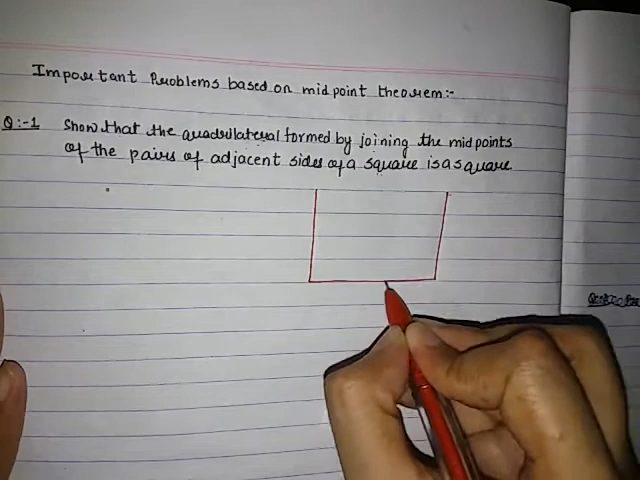 Important Problems based on mid point theorem:-
Q:-1 Show that the quadrilateral formed by joining the mid points
of the pairs of adjacent sides of a square is a square